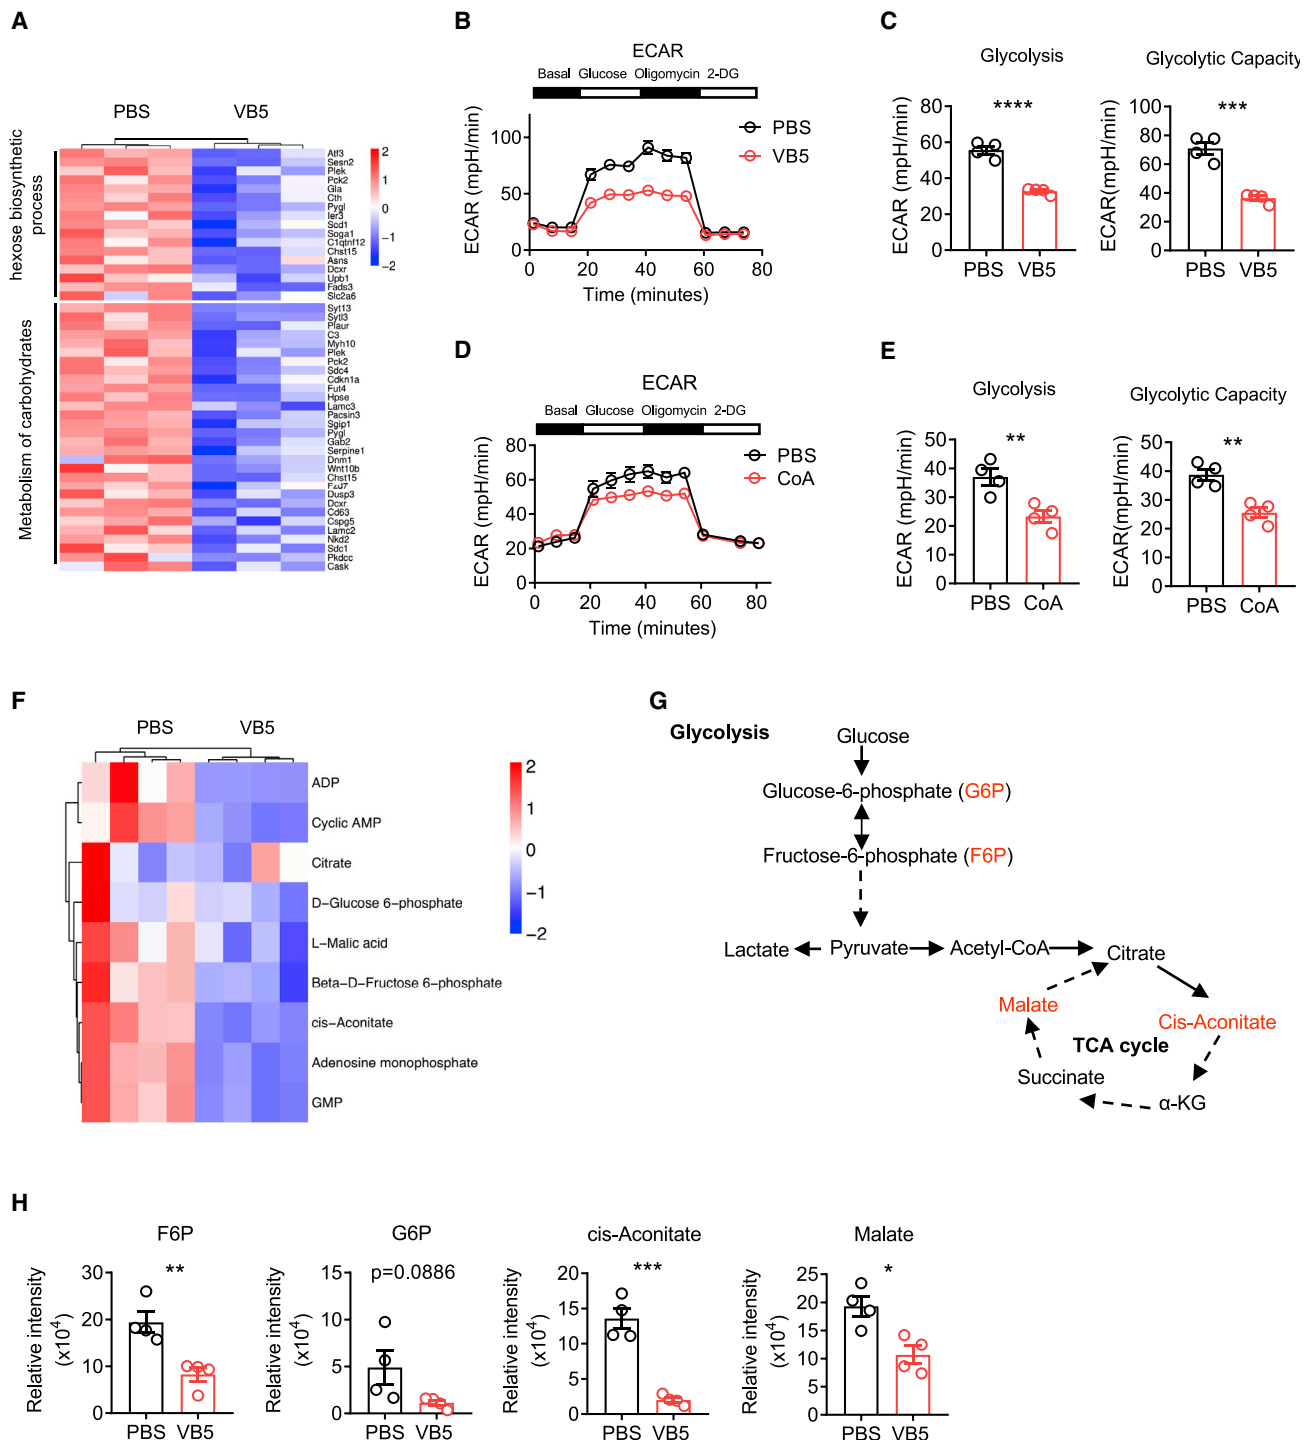 A
PBS VB5
hexose biosynthetic
process
Metabolism of carbohydrates
Atf3
Sesn2
Plek
Pck2
Gla
Cth
Pygl
Ier3
Scd1
Soga1
C1qtnf12
Chst15
Asns
Dcxr
Upb1
Fads3
Slc2a6
Syt13
Sytl3
Plaur
C3
Myh10
Plek
Pck2
Sdc4
Cdkn1a
Fut4
Hpse
Lamc3
Pacsin3
Sgip1
Pygl
Gab2
Serpine1
Dnm1
Wnt10b
Chst15
Fzd7
Dusp3
Dcxr
Cd63
Cspg5
Lamc2
Nkd2
Sdc1
Pkdcc
Cask
2
1
0
−1
−2
B
ECAR
Basal Glucose Oligomycin 2-DG
ECAR (mpH/min)
100
50
0
0 20 40 60 80
Time (minutes)
PBS
VB5
C
Glycolysis
ECAR (mpH/min)
80
60
40
20
0
****
PBS VB5
Glycolytic Capacity
ECAR(mpH/min)
100
80
60
40
20
0
***
PBS VB5
D
ECAR
Basal Glucose Oligomycin 2-DG
ECAR (mpH/min)
80
60
40
20
0
0 20 40 60 80
Time (minutes)
PBS
CoA
E
Glycolysis
ECAR (mpH/min)
50
40
30
20
10
0
**
PBS CoA
Glycolytic Capacity
ECAR(mpH/min)
50
40
30
20
10
0
**
PBS CoA
F
PBS VB5
ADP
Cyclic AMP
Citrate
D−Glucose 6−phosphate
L−Malic acid
Beta−D−Fructose 6−phosphate
cis−Aconitate
Adenosine monophosphate
GMP
2
1
0
−1
−2
G
Glycolysis
Glucose
Glucose-6-phosphate (G6P)
Fructose-6-phosphate (F6P)
Lactate Pyruvate Acetyl-CoA Citrate
Malate
Cis-Aconitate
TCA cycle
Succinate
α-KG
H
F6P
Relative intensity
(x10⁴)
30
20
10
0
**
PBS VB5
G6P
Relative intensity
(x10⁴)
15
10
5
0
p=0.0886
PBS VB5
cis-Aconitate
Relative intensity
(x10⁴)
20
15
10
5
0
***
PBS VB5
Malate
Relative intensity
(x10⁴)
25
20
15
10
5
0
*
PBS VB5